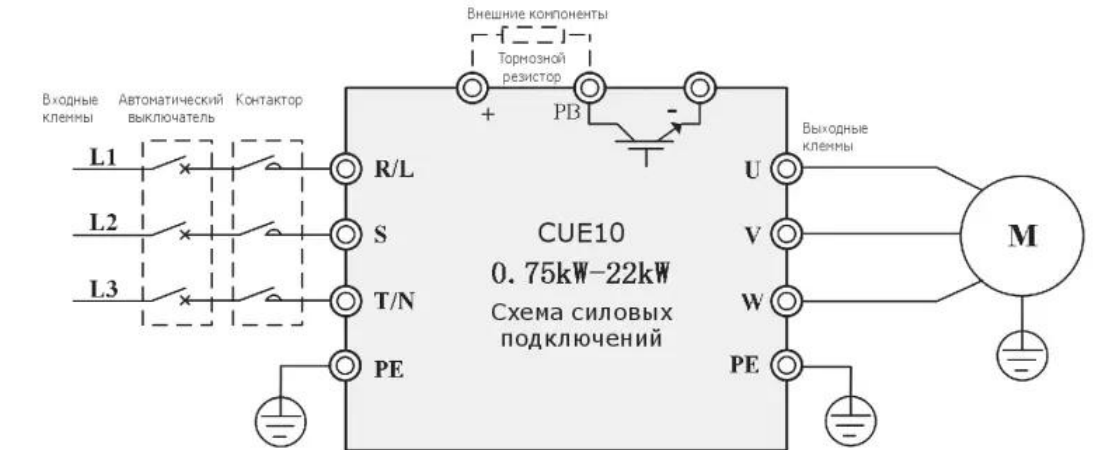 Внешние компоненты
Тормозной
резистор
+
PB
-
Входные
клеммы
Автоматический
выключатель
Контактор
Выходные
клеммы
L1
R/L
U
L2
S
V
M
L3
T/N
W
CUE10
0.75kW-22kW
Схема силовых
подключений
PE
PE